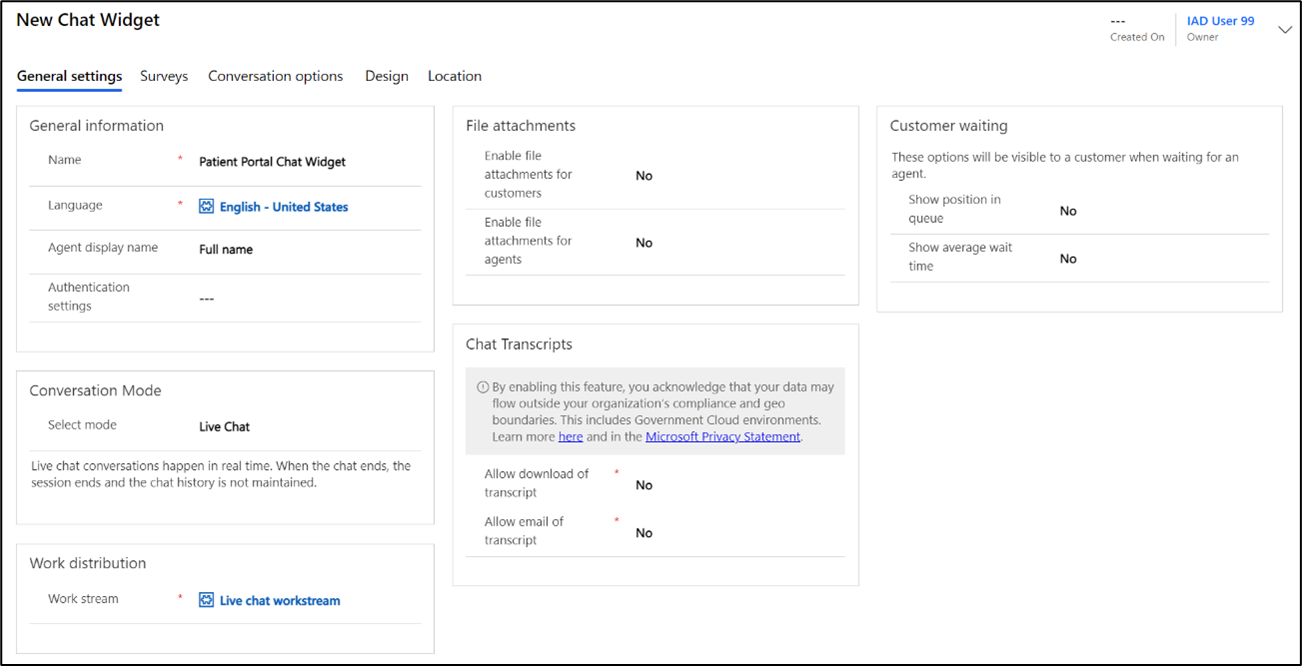 New Chat Widget
---
Created On
IAD User 99
Owner
General settings
Surveys
Conversation options
Design
Location
General information
Name
*
Patient Portal Chat Widget
Language
*
English - United States
Agent display name
Full name
Authentication
settings
---
Conversation Mode
Select mode
Live Chat
Live chat conversations happen in real time. When the chat ends, the
session ends and the chat history is not maintained.
Work distribution
Work stream
*
Live chat workstream
File attachments
Enable file
attachments for
customers
No
Enable file
attachments for
agents
No
Chat Transcripts
By enabling this feature, you acknowledge that your data may
flow outside your organization's compliance and geo
boundaries. This includes Government Cloud environments.
Learn more here and in the Microsoft Privacy Statement.
Allow download of
transcript
*
No
Allow email of
transcript
*
No
Customer waiting
These options will be visible to a customer when waiting for an
agent.
Show position in
queue
No
Show average wait
time
No